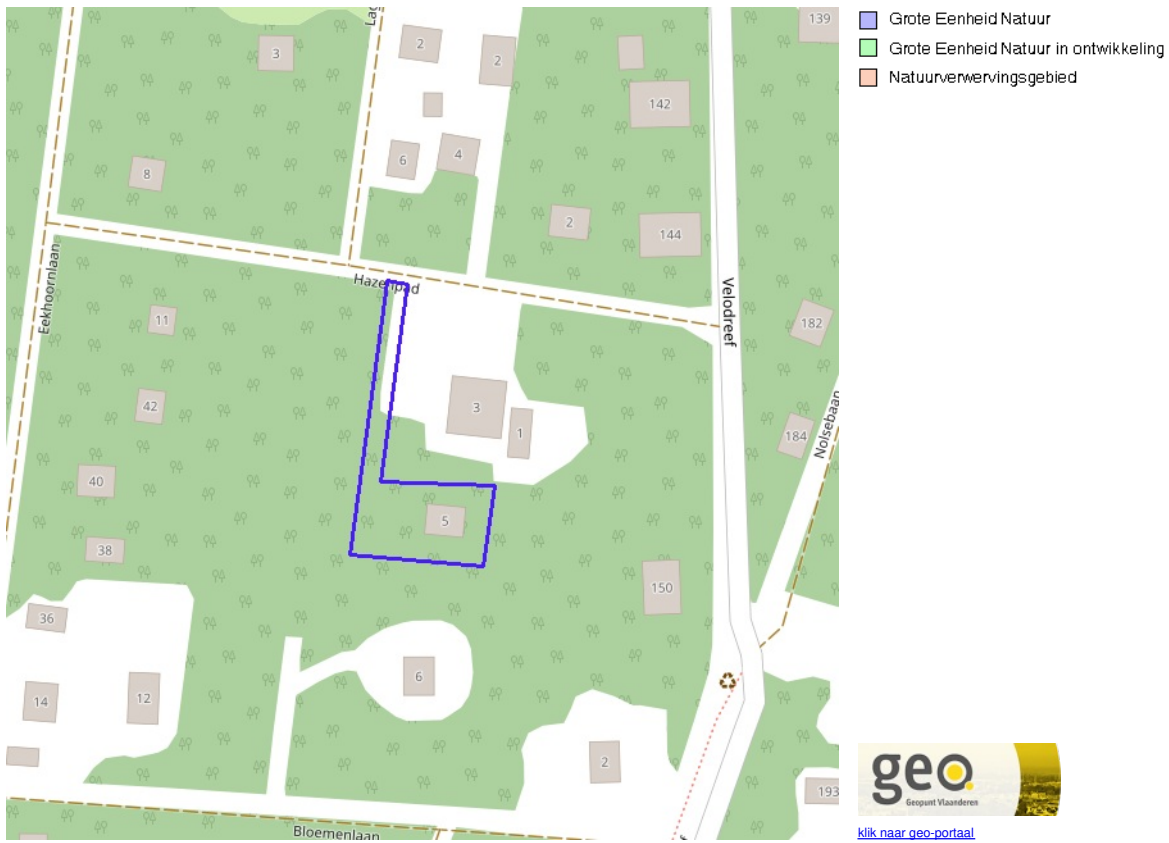 139
Lag
2
3
2
142
6
4
8
2
144
Hazenpad
Eekhoornlaan
Velodreef
11
182
42
3
1
184
Nolsebaan
40
5
38
150
36
6
14
12
2
193
Bloemenlaan
Grote Eenheid Natuur
Grote Eenheid Natuur in ontwikkeling
Natuurverwervingsgebied
geo.
Geopunt Vlaanderen
klik naar geo-portaal